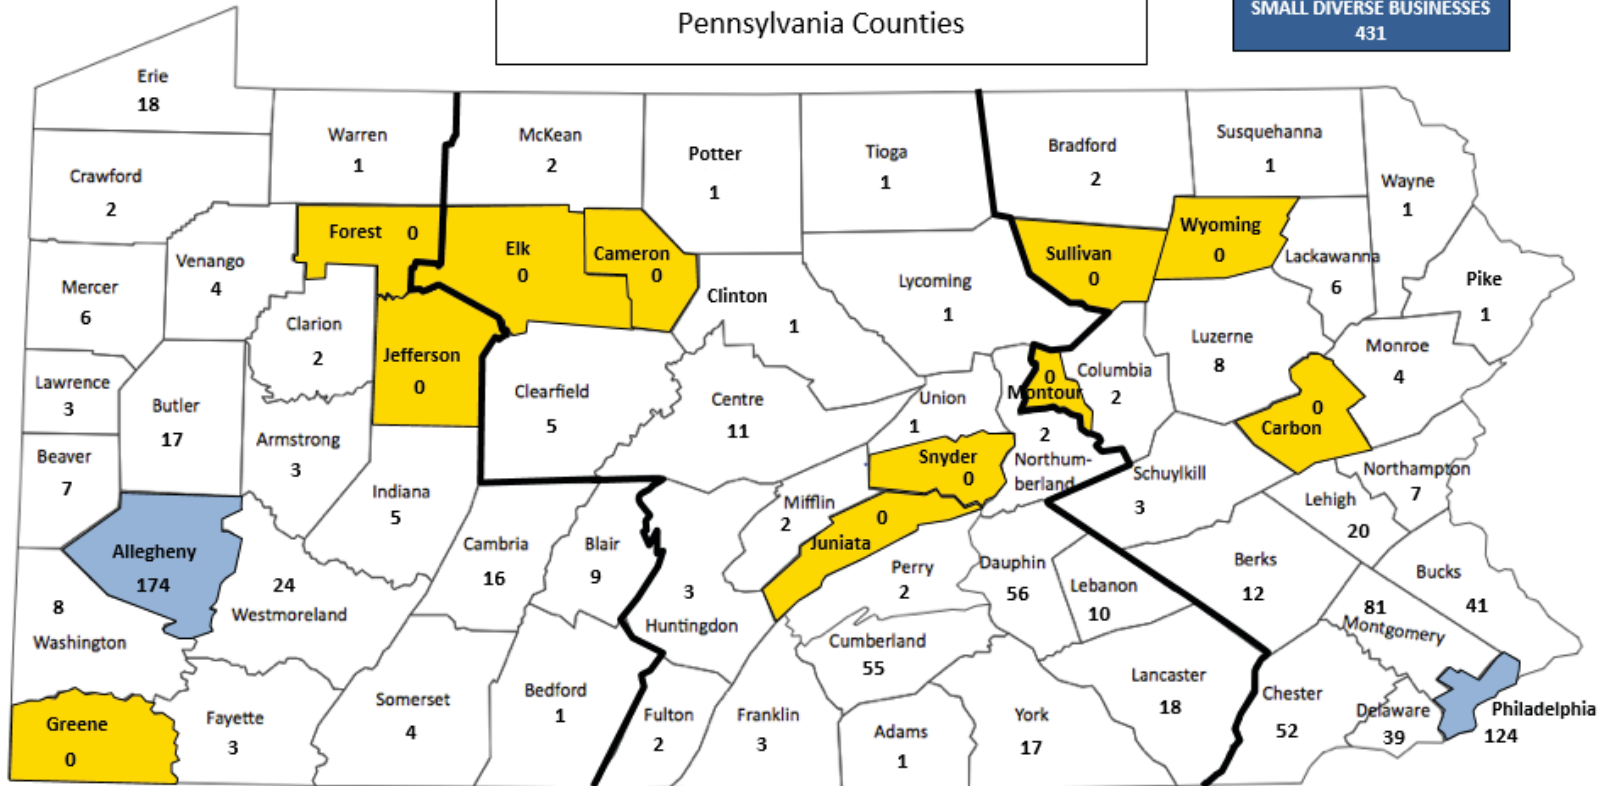 Pennsylvania Counties
SMALL DIVERSE BUSINESSES
431
Erie
18
Warren
1
McKean
2
Potter
1
Tioga
1
Bradford
2
Susquehanna
1
Wayne
1
Crawford
2
Forest 0
Elk
0
Cameron
0
Sullivan
0
Wyoming
0
Lackawanna
6
Pike
1
Venango
4
Mercer
6
Clarion
2
Jefferson
0
Clinton
1
Lycoming
1
Luzerne
8
Monroe
4
Lawrence
3
Butler
17
Armstrong
3
Clearfield
5
Centre
11
Union
1
0
Montour
Columbia
2
0
Carbon
Beaver
7
Indiana
5
Snyder
0
2
Northum-
berland
Schuylkill
3
Northampton
7
Lehigh
20
Allegheny
174
24
Westmoreland
Cambria
16
Blair
9
Mifflin
2
0
Juniata
Perry
2
Dauphin
56
Lebanon
10
Berks
12
Bucks
41
8
Washington
3
Huntingdon
Cumberland
55
81
Montgomery
Greene
0
Fayette
3
Somerset
4
Bedford
1
Fulton
2
Franklin
3
Adams
1
York
17
Lancaster
18
Chester
52
Delaware
39
Philadelphia
124